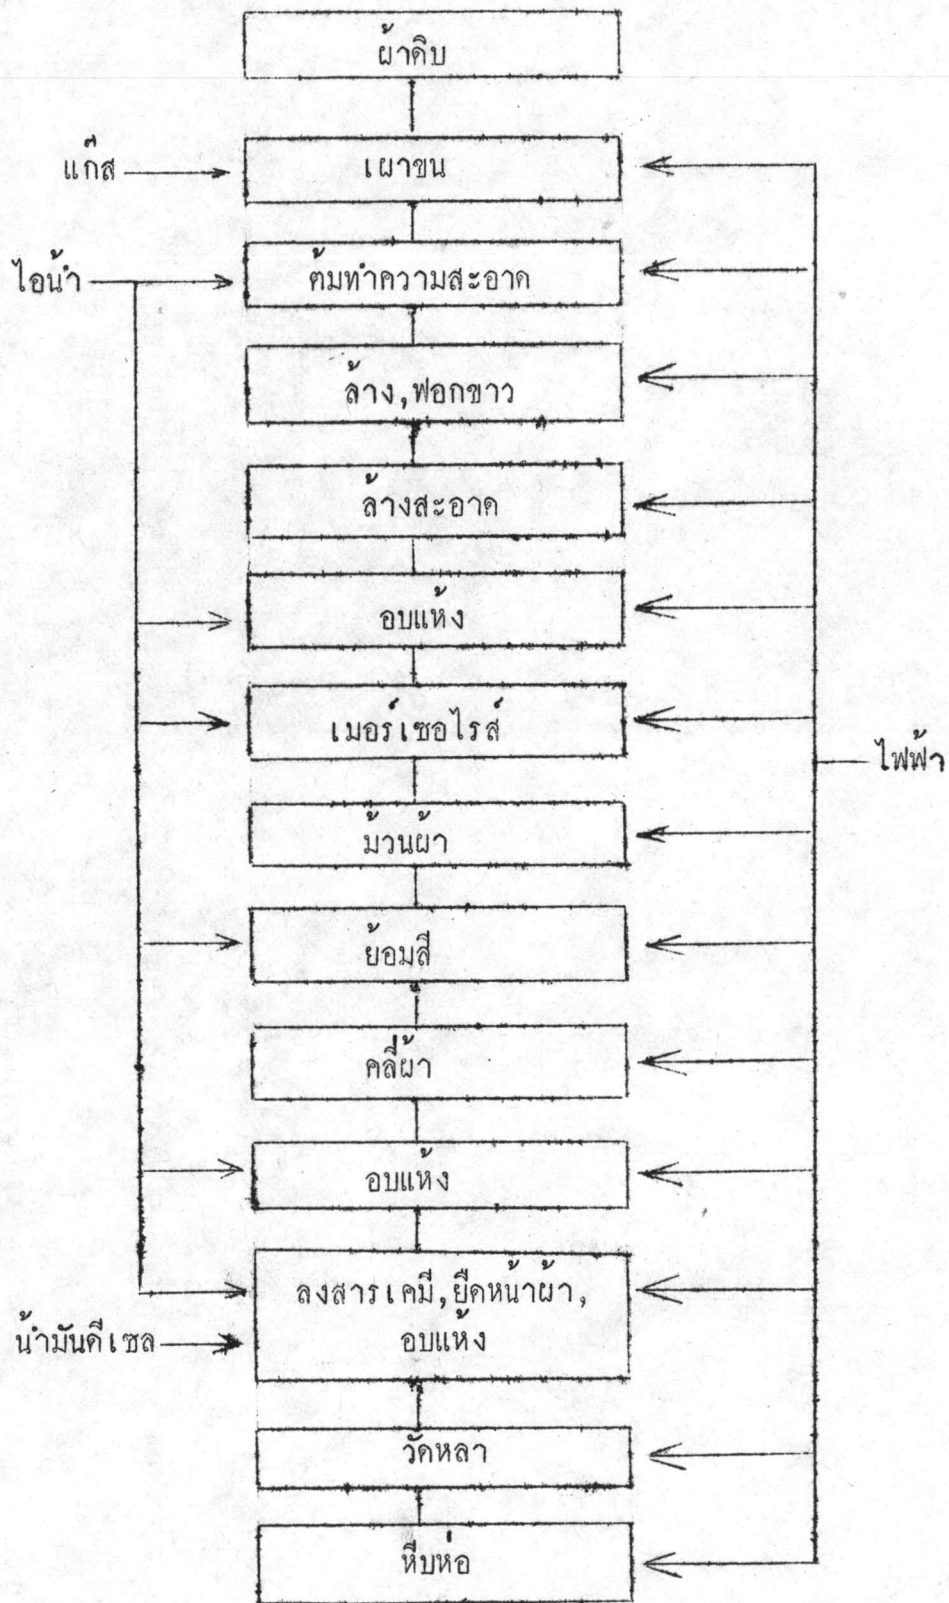 ผ้าดิบ
แก๊ส
เผาขน
ไอน้ำ
ต้มทำความสะอาด
ล้าง,ฟอกขาว
ล้างสะอาด
อบแห้ง
เมอร์เซอไรส์
ไฟฟ้า
ม้วนผ้า
ย้อมสี
คลี่ผ้า
อบแห้ง
ลงสารเคมี,ยืดหน้าผ้า,
อบแห้ง
น้ำมันดีเซล
วัดหลา
หีบห่อ